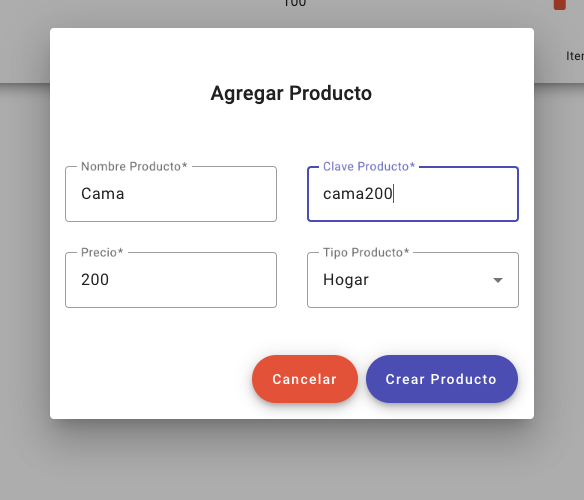 100
Agregar Producto
Nombre Producto*
Clave Producto*
Cama
cama200
Precio*
Tipo Producto*
200
Hogar
Cancelar
Crear Producto